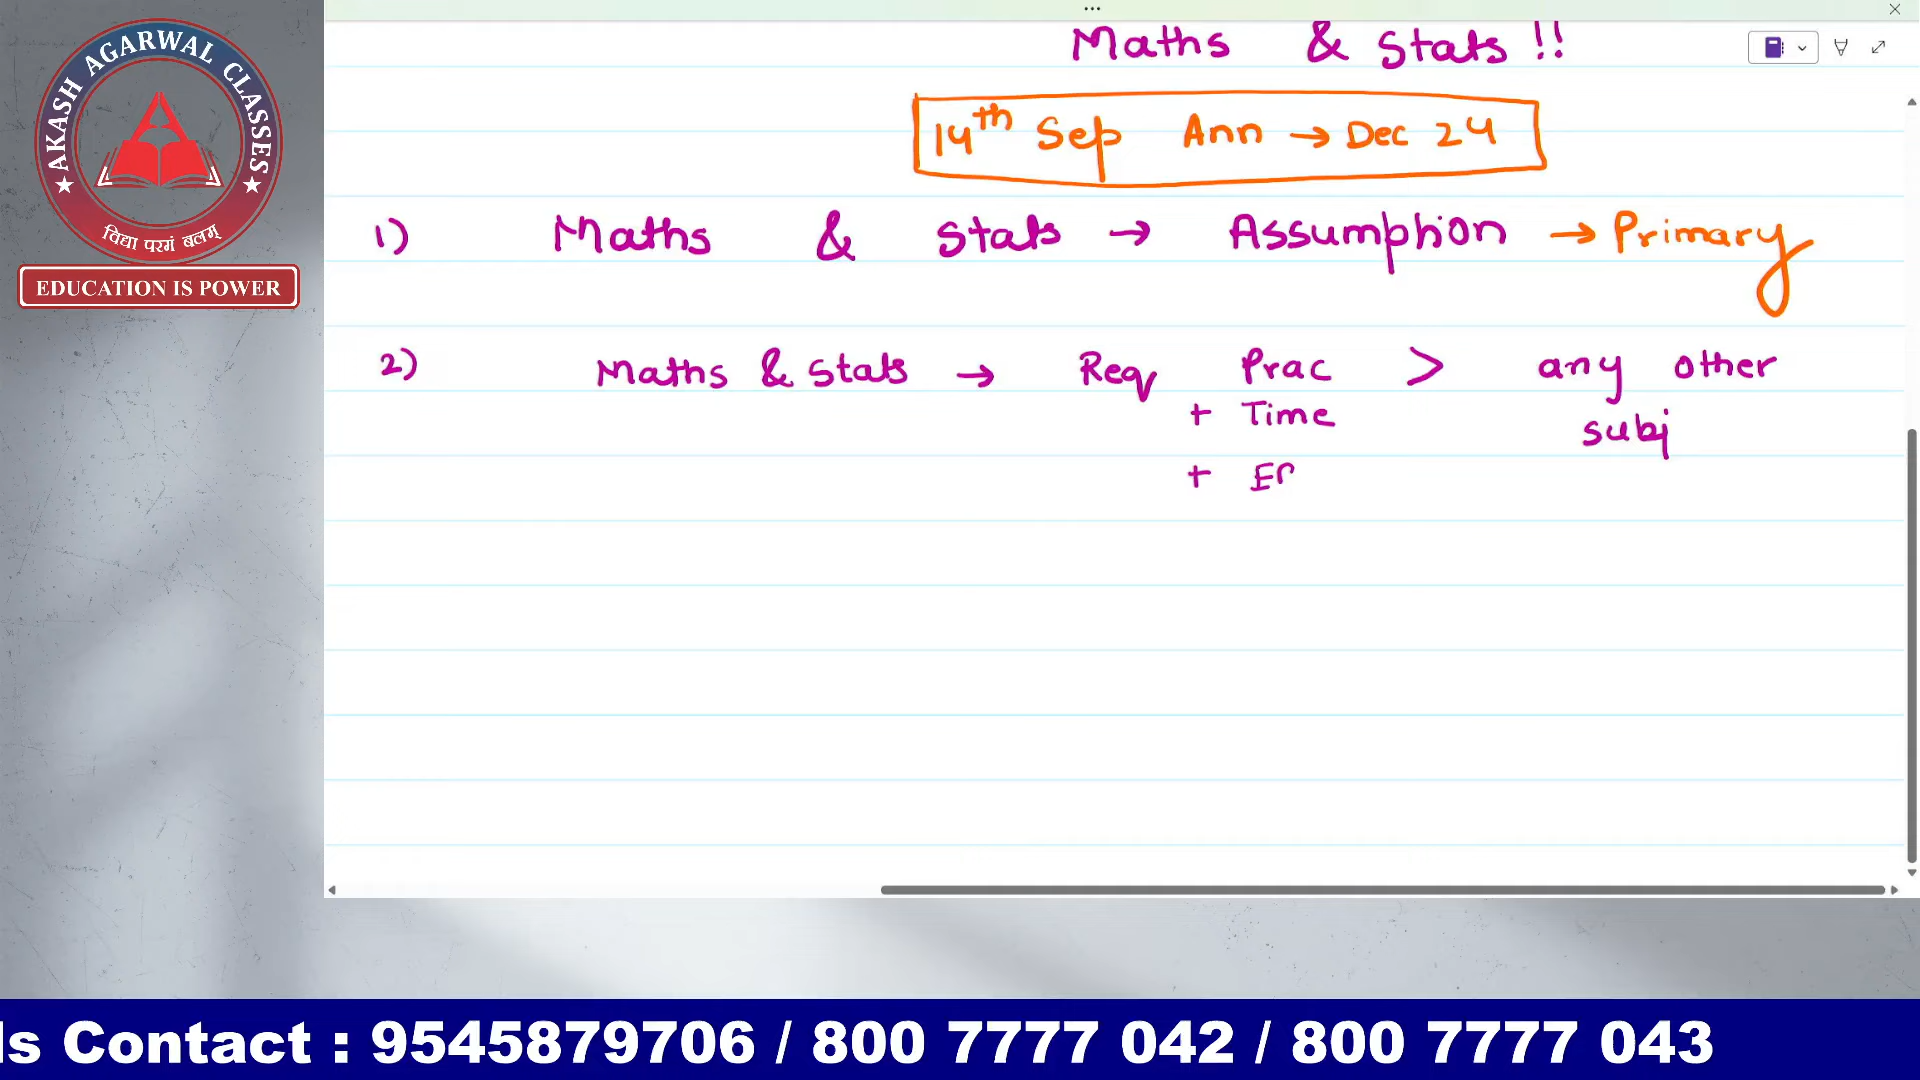 AKASH AGARWAL CLASSES
विद्या परमं बलम्
EDUCATION IS POWER
Maths & Stats !!
14th Sep Ann → Dec 24
1) Maths & Stats → Assumption → Primary
2) Maths & Stats → Req Prac > any other
+ Time subj
+
ls Contact : 9545879706 / 800 7777 042 / 800 7777 043